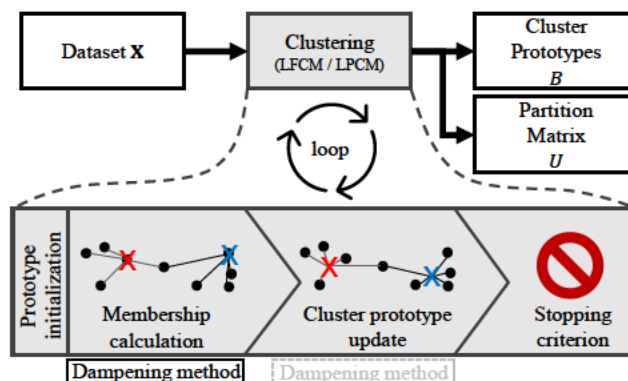 Dataset X
Clustering
(LFCM / LPCM)
Cluster
Prototypes
B
Partition
Matrix
U
loop
Prototype
initialization
Membership
calculation
Cluster prototype
update
Stopping
criterion
Dampening method
Dampening method